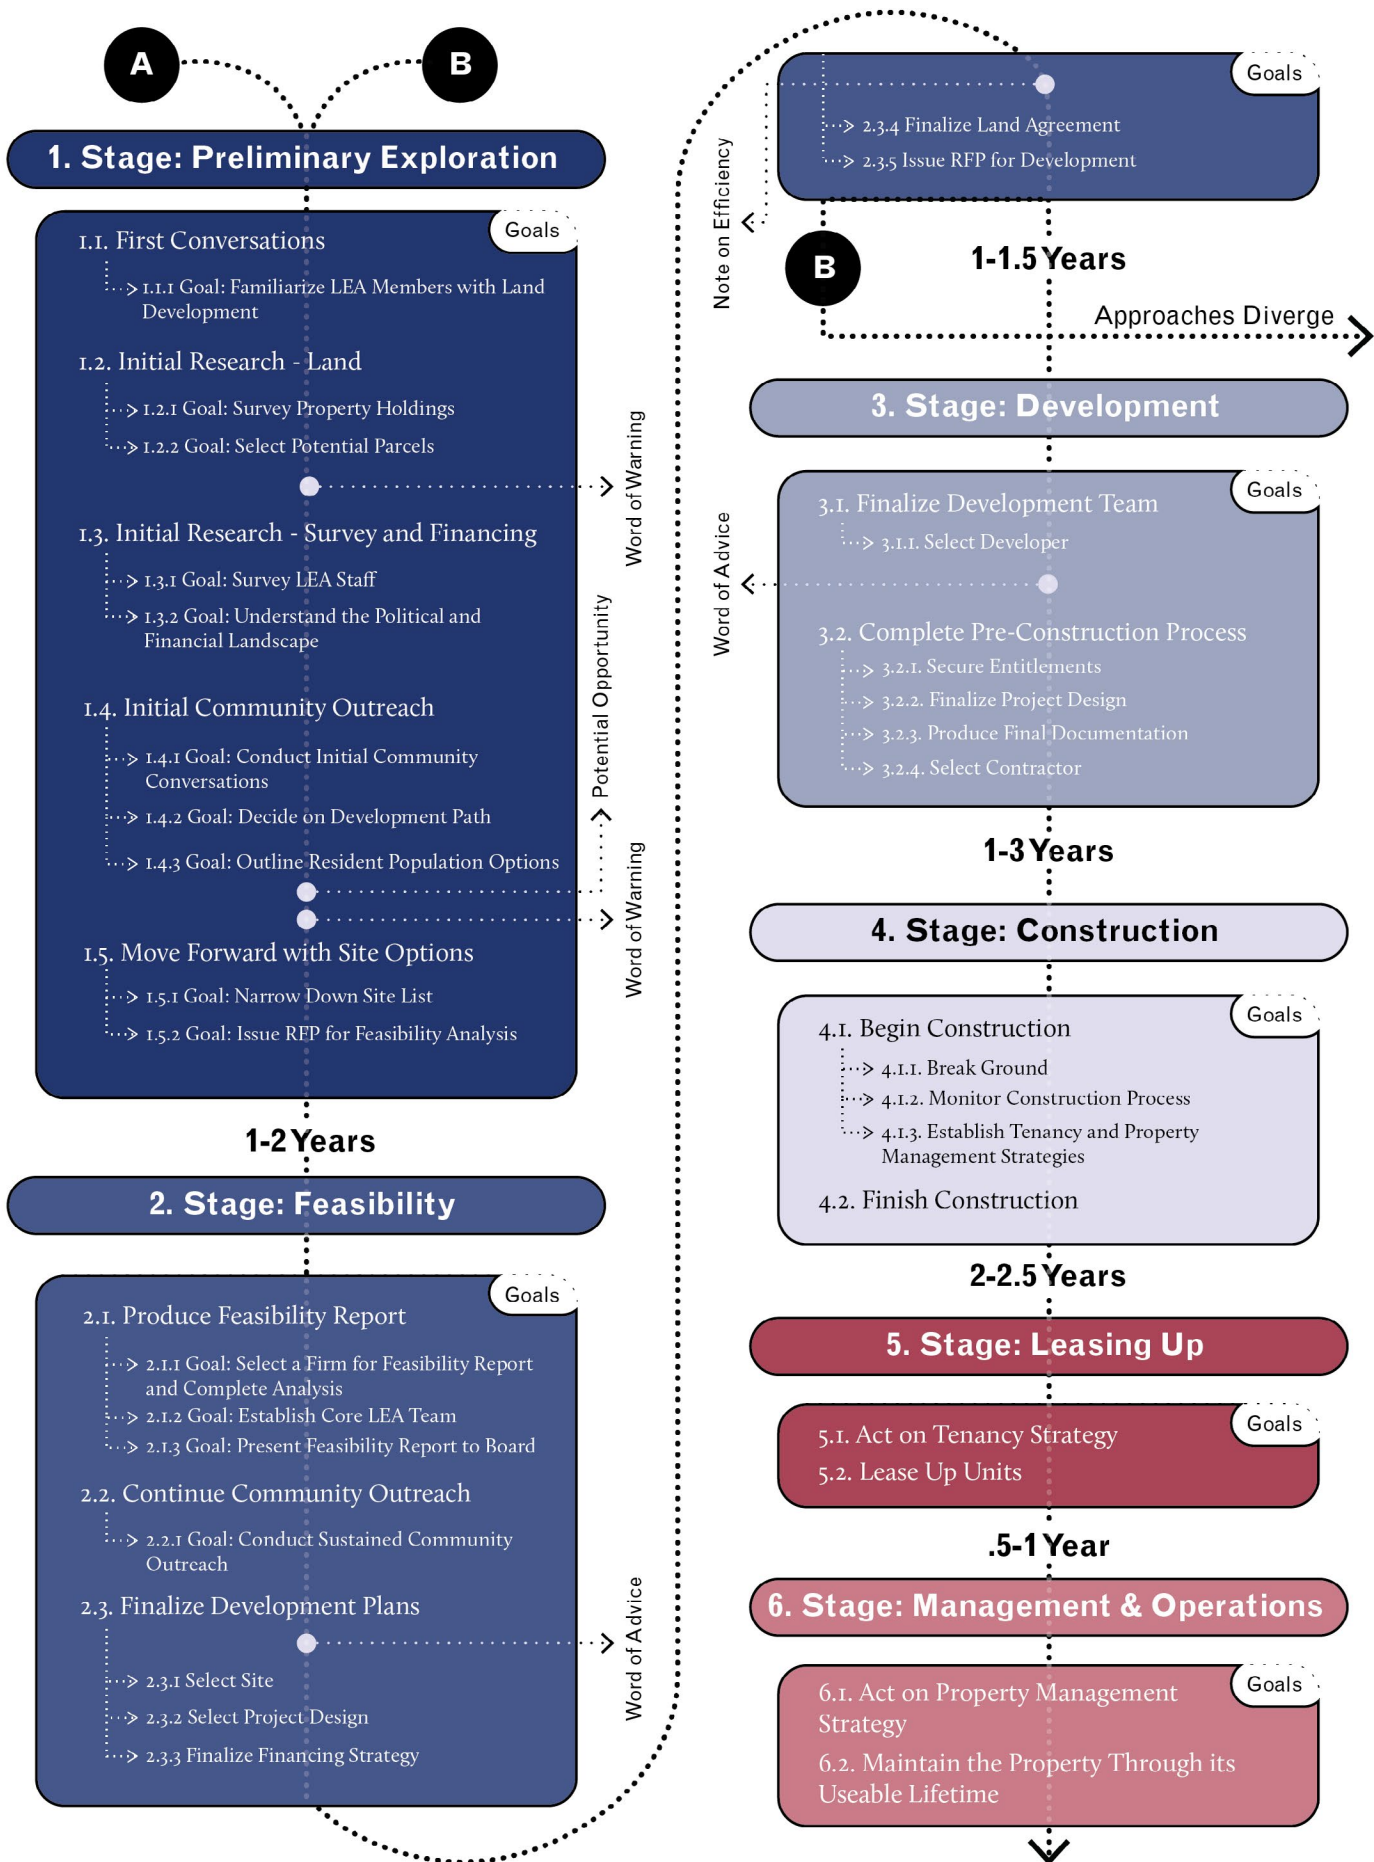 A
B
1. Stage: Preliminary Exploration
Goals
1.1. First Conversations
1.1.1 Goal: Familiarize LEA Members with Land
Development
1.2. Initial Research - Land
1.2.1 Goal: Survey Property Holdings
1.2.2 Goal: Select Potential Parcels
Word of Warning
1.3. Initial Research - Survey and Financing
1.3.1 Goal: Survey LEA Staff
1.3.2 Goal: Understand the Political and
Financial Landscape
1.4. Initial Community Outreach
1.4.1 Goal: Conduct Initial Community
Conversations
1.4.2 Goal: Decide on Development Path
1.4.3 Goal: Outline Resident Population Options
Potential Opportunity
Word of Warning
1.5. Move Forward with Site Options
1.5.1 Goal: Narrow Down Site List
1.5.2 Goal: Issue RFP for Feasibility Analysis
1-2 Years
2. Stage: Feasibility
Goals
2.1. Produce Feasibility Report
2.1.1 Goal: Select a Firm for Feasibility Report
and Complete Analysis
2.1.2 Goal: Establish Core LEA Team
2.1.3 Goal: Present Feasibility Report to Board
2.2. Continue Community Outreach
2.2.1 Goal: Conduct Sustained Community
Outreach
2.3. Finalize Development Plans
Word of Advice
2.3.1 Select Site
2.3.2 Select Project Design
2.3.3 Finalize Financing Strategy
Goals
2.3.4 Finalize Land Agreement
2.3.5 Issue RFP for Development
Note on Efficiency
B
1-1.5 Years
Approaches Diverge
3. Stage: Development
Goals
3.1. Finalize Development Team
3.1.1. Select Developer
Word of Advice
3.2. Complete Pre-Construction Process
3.2.1. Secure Entitlements
3.2.2. Finalize Project Design
3.2.3. Produce Final Documentation
3.2.4. Select Contractor
1-3 Years
4. Stage: Construction
Goals
4.1. Begin Construction
4.1.1. Break Ground
4.1.2. Monitor Construction Process
4.1.3. Establish Tenancy and Property
Management Strategies
4.2. Finish Construction
2-2.5 Years
5. Stage: Leasing Up
Goals
5.1. Act on Tenancy Strategy
5.2. Lease Up Units
.5-1 Year
6. Stage: Management & Operations
Goals
6.1. Act on Property Management
Strategy
6.2. Maintain the Property Through its
Useable Lifetime